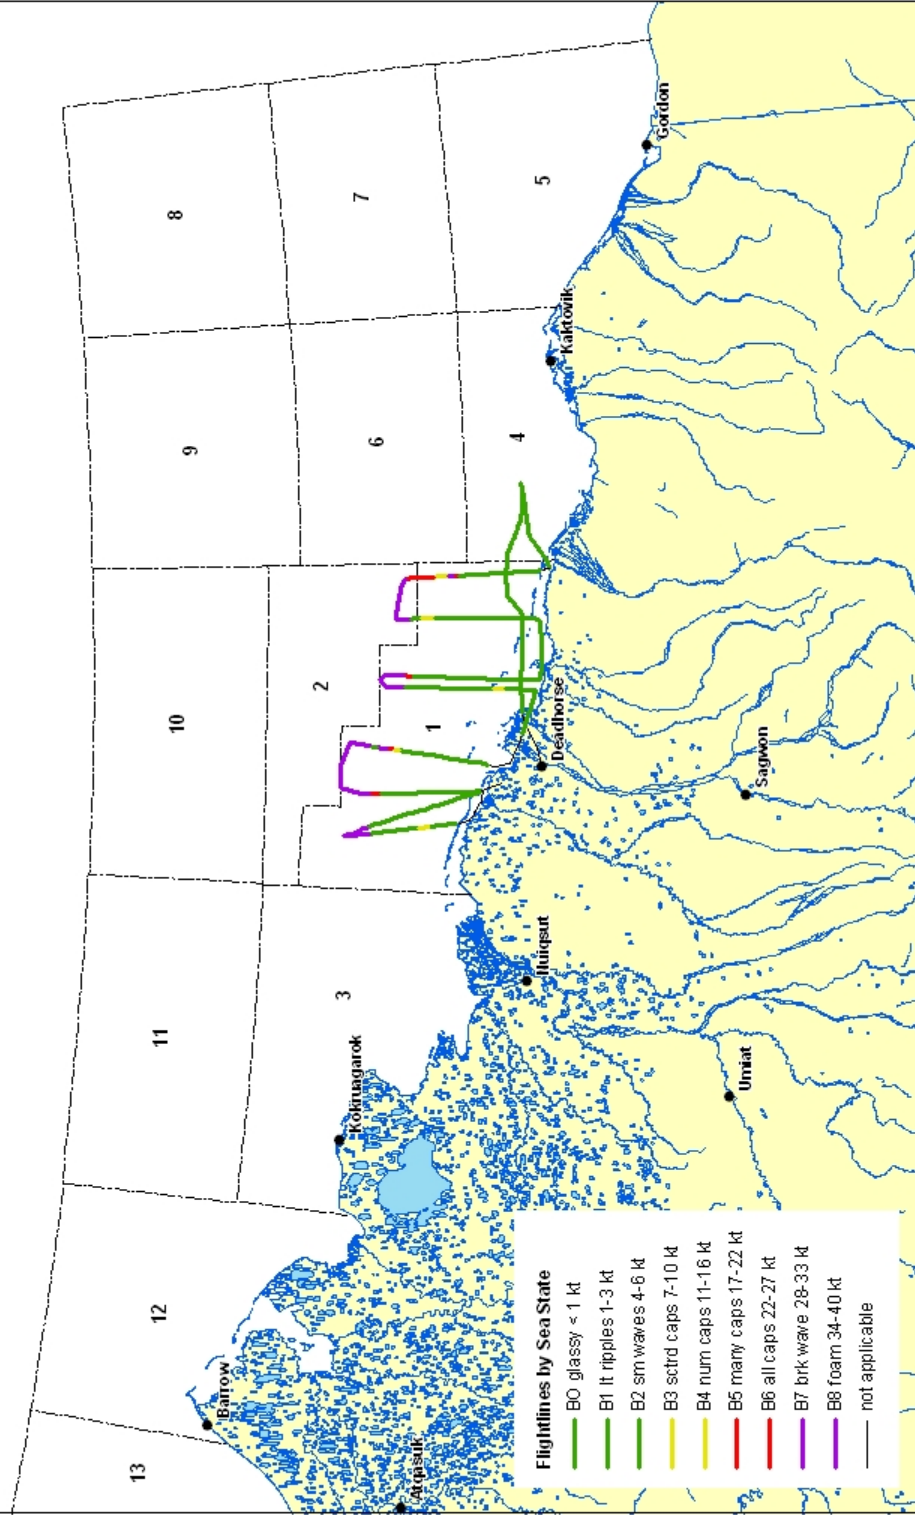 13
12
11
10
9
8
3
2
1
6
7
4
5
Barrow
Atqasuk
Kokruagarok
Nuiqsut
Umiat
Deadhorse
Sagwon
Kaktovik
Gordon
Flightlines by Sea State
B0 glassy < 1 kt
B1 lt ripples 1-3 kt
B2 sm waves 4-6 kt
B3 sctrd caps 7-10 kt
B4 num caps 11-16 kt
B5 many caps 17-22 kt
B6 all caps 22-27 kt
B7 brk wave 28-33 kt
B8 foam 34-40 kt
not applicable